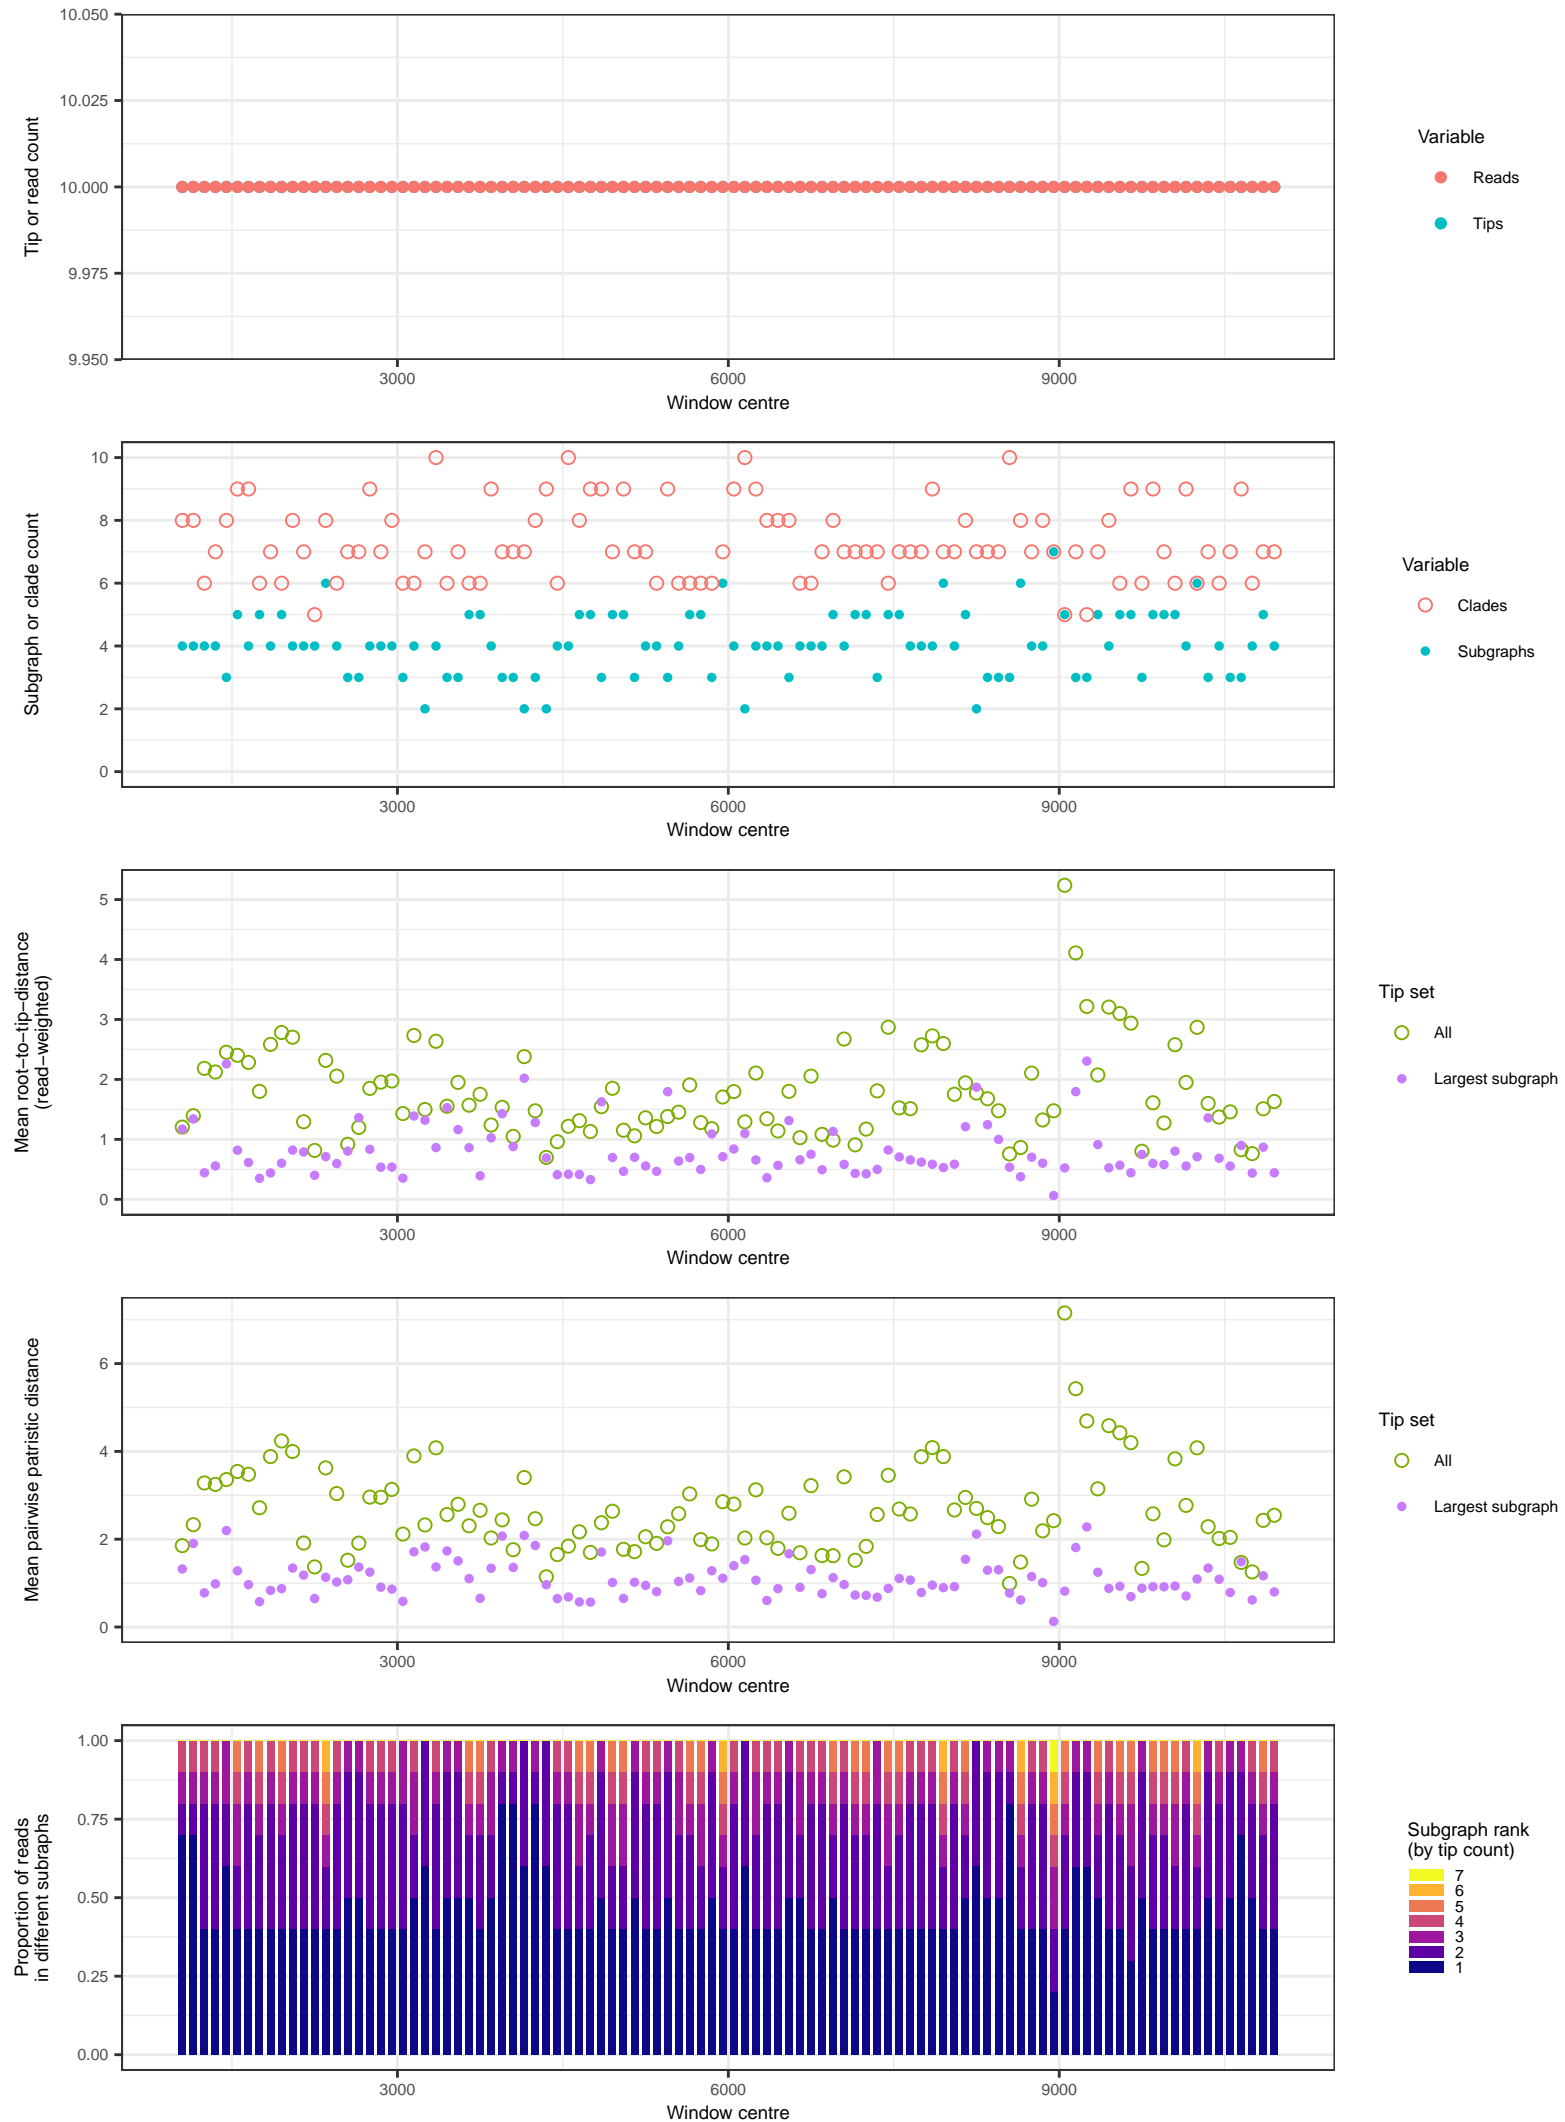 10.050
10.025
10.000
9.975
9.950
Tip or read count
3000
6000
9000
Window centre
Variable
Reads
Tips
10
8
6
4
2
0
Subgraph or clade count
3000
6000
9000
Window centre
Variable
Clades
Subgraphs
5
4
3
2
1
0
Mean root−to−tip−distance
(read−weighted)
3000
6000
9000
Window centre
Tip set
All
Largest subgraph
6
4
2
0
Mean pairwise patristic distance
3000
6000
9000
Window centre
Tip set
All
Largest subgraph
1.00
0.75
0.50
0.25
0.00
Proportion of reads
in different subraphs
3000
6000
9000
Window centre
Subgraph rank
(by tip count)
7
6
5
4
3
2
1